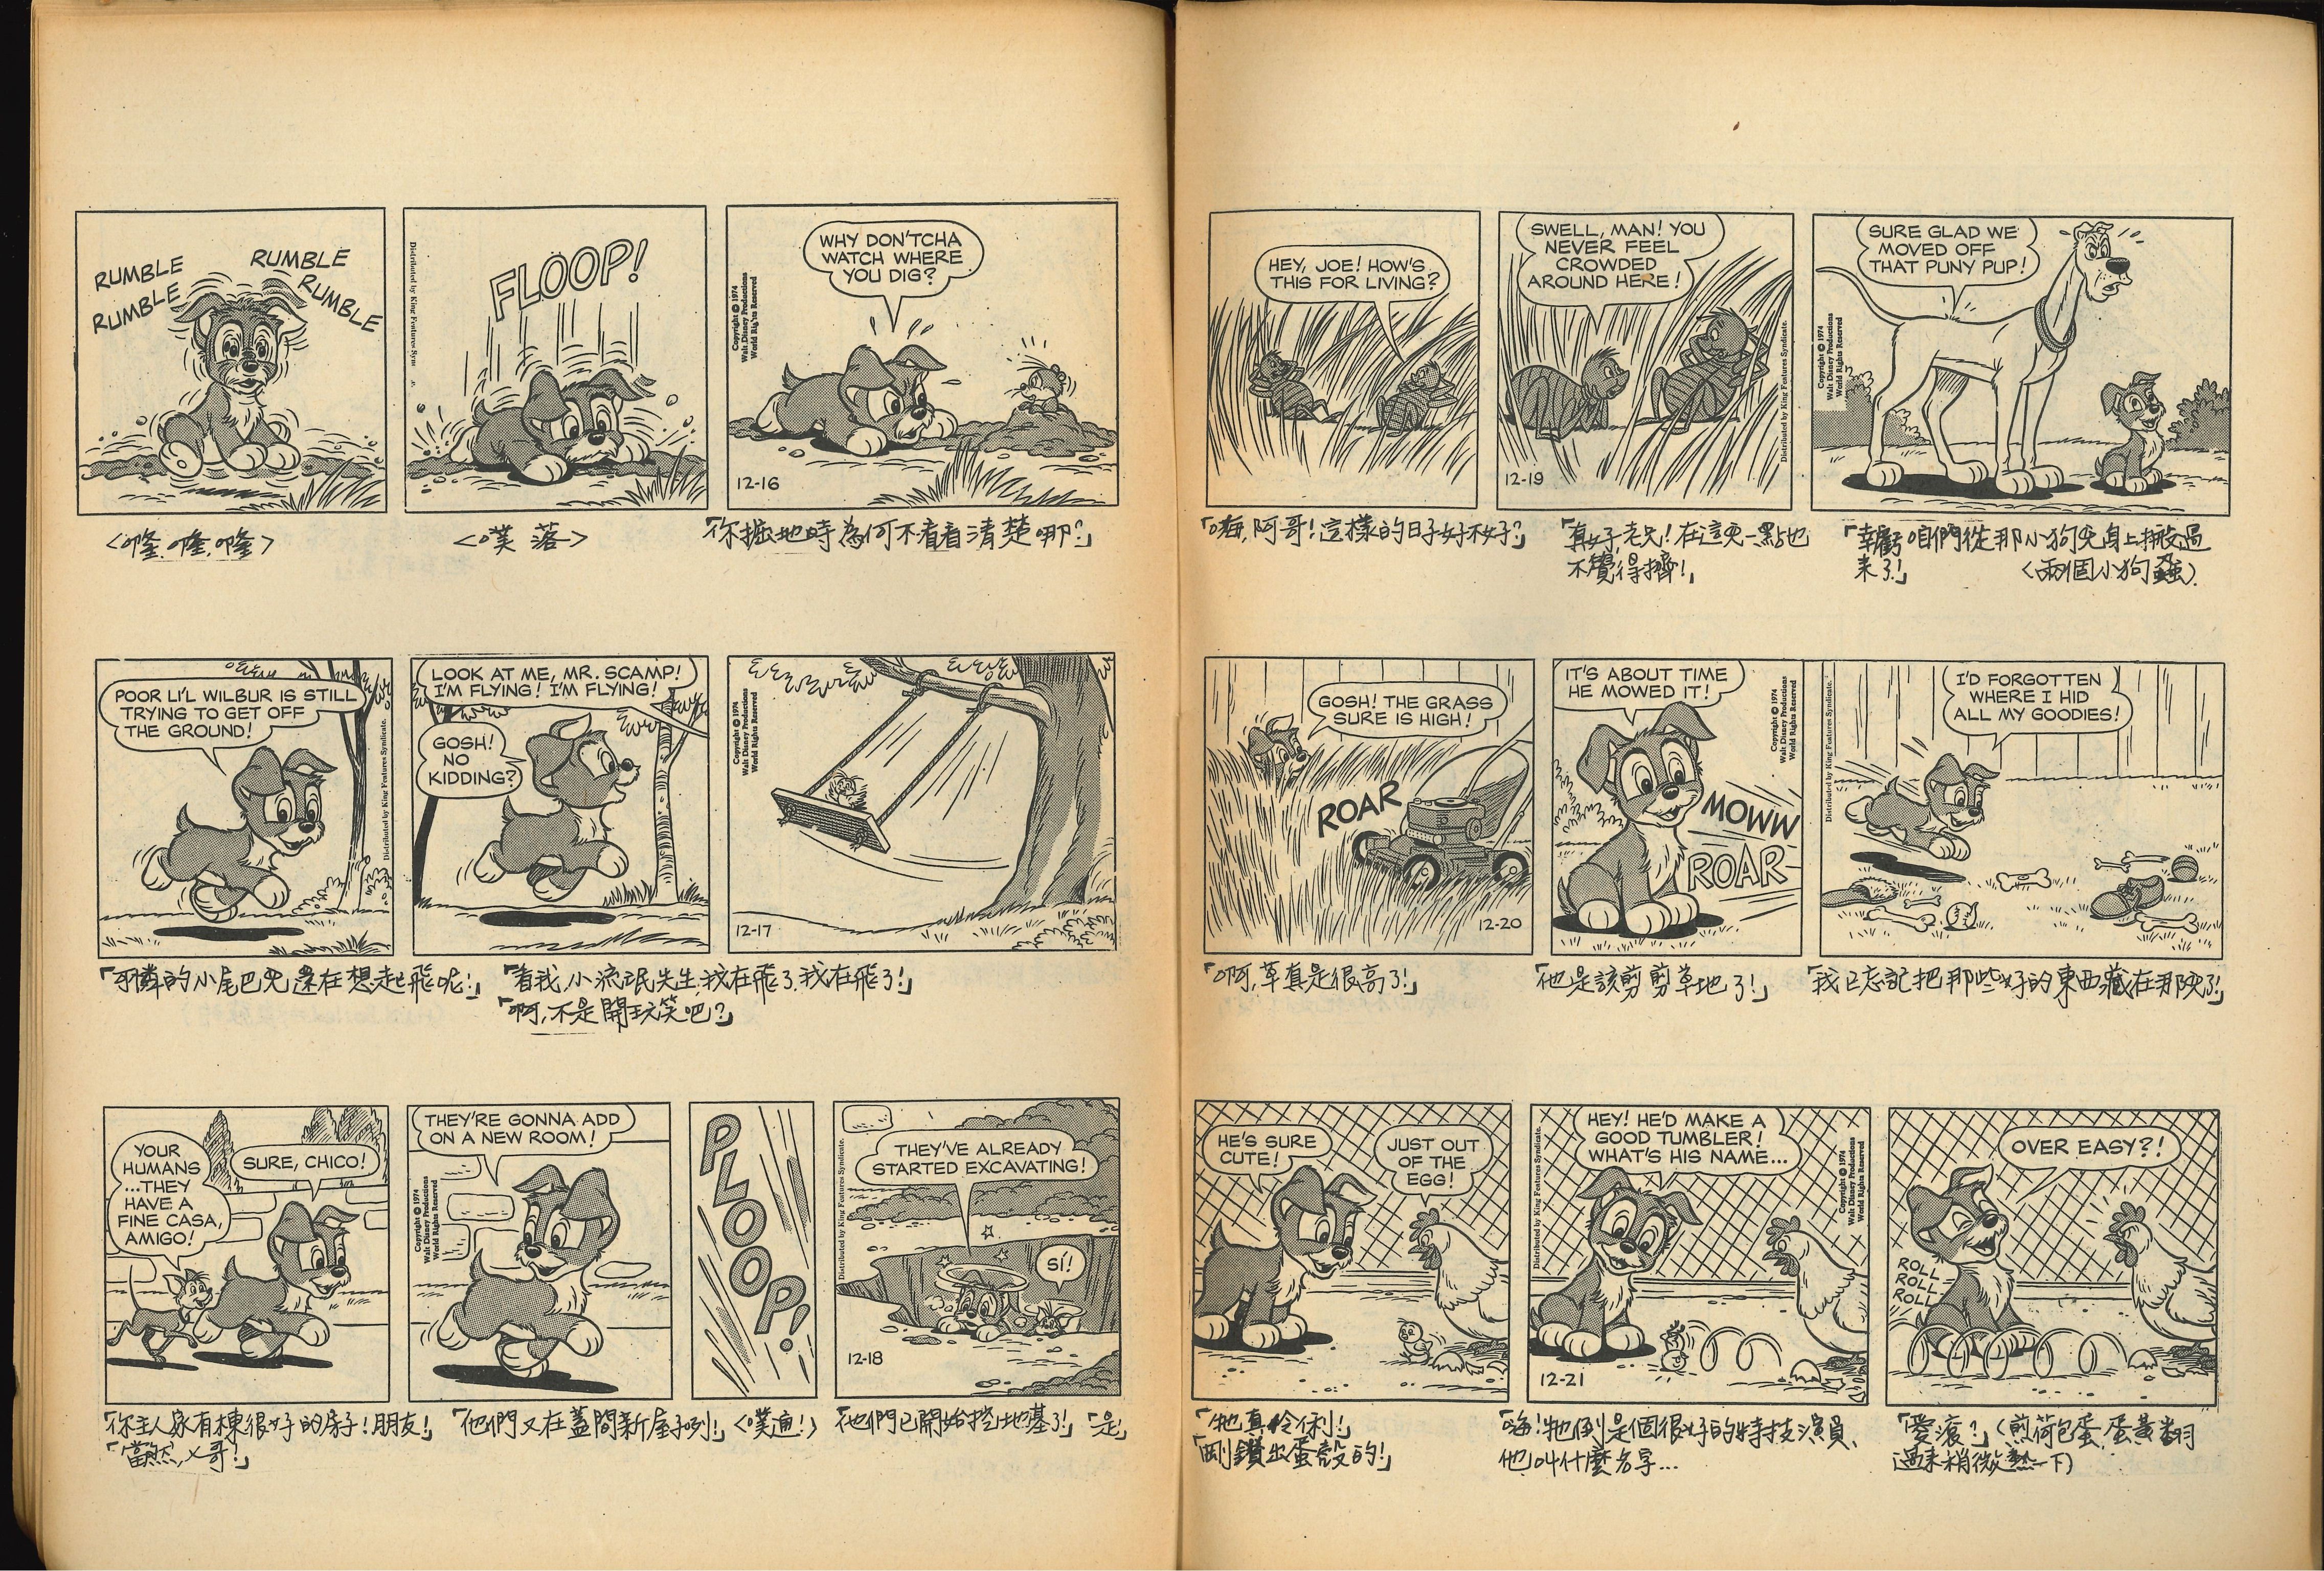 RUMBLE
RUMBLE
RUMBLE
RUMBLE
Distributed by King Features Syn
FLOOP!
WHY DON'TCHA
WATCH WHERE
YOU DIG?
Copyright © 1974
Walt Disney Productions
World Rights Reserved
12-16
<嚨,嚨,嚨>
<噗落>
「你掘地時為何不看看清楚哪?」
POOR LI'L WILBUR IS STILL
TRYING TO GET OFF
THE GROUND!
Distributed by King Features Syndicate.
LOOK AT ME, MR. SCAMP!
I'M FLYING! I'M FLYING!
GOSH!
NO
KIDDING?
Copyright © 1974
Walt Disney Productions
World Rights Reserved
12-17
「可憐的小尾巴兒還在想起飛呢!」
「看我,小流氓先生,我在飛了,我在飛了!」
「啊,不是開玩笑吧?」
YOUR
HUMANS
...THEY
HAVE A
FINE CASA,
AMIGO!
SURE, CHICO!
THEY'RE GONNA ADD
ON A NEW ROOM!
Copyright © 1974
Walt Disney Productions
World Rights Reserved
PLOOP!
Distributed by King Features Syndicate.
THEY'VE ALREADY
STARTED EXCAVATING!
SÍ!
12-18
「你主人家有棟很好的房子!朋友!」
「當然,乂哥!」
「他們又在蓋間新屋子咧!」
<噗通!>
「他們已開始挖地基了!」
「是」
HEY, JOE! HOW'S
THIS FOR LIVING?
SWELL, MAN! YOU
NEVER FEEL
CROWDED
AROUND HERE!
12-19
Distributed by King Features Syndicate.
SURE GLAD WE
MOVED OFF
THAT PUNY PUP!
Copyright © 1974
Walt Disney Productions
World Rights Reserved
「嗨,阿哥!這樣的日子好不好?」
「真好,老兄!在這兒一點也
不覺得擠!」
「幸虧咱們從那小狗兒身上搬過
来了!」
<兩個小狗蝨>
GOSH! THE GRASS
SURE IS HIGH!
ROAR
12-20
IT'S ABOUT TIME
HE MOWED IT!
Copyright © 1974
Walt Disney Productions
World Rights Reserved
MOWW
ROAR
Distributed by King Features Syndicate.
I'D FORGOTTEN
WHERE I HID
ALL MY GOODIES!
「啊,草真是很高了!」
「他是該剪剪草地了!」
「我已忘記把那些好的東西藏在那兒了!」
HE'S SURE
CUTE!
JUST OUT
OF THE
EGG!
Distributed by King Features Syndicate.
HEY! HE'D MAKE A
GOOD TUMBLER!
WHAT'S HIS NAME...
Copyright © 1974
Walt Disney Productions
World Rights Reserved
12-21
OVER EASY?!
ROLL
ROLL
ROLL
「牠真伶俐!」
「剛鑽出蛋殼的!」
「嗨!牠倒是個很好的特技演員,
他叫什麼名字...
「愛滾?」(煎荷包蛋,蛋黃翻
過来稍微熱一下)